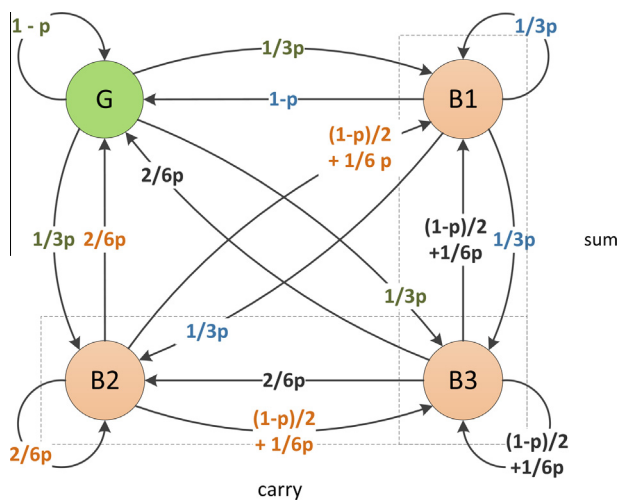 1 - p
1/3p
1/3p
G
B1
1-p
(1-p)/2
+ 1/6 p
2/6p
1/3p
2/6p
(1-p)/2
+1/6p
1/3p
sum
1/3p
1/3p
B2
2/6p
B3
(1-p)/2
+ 1/6p
2/6p
(1-p)/2
+1/6p
carry